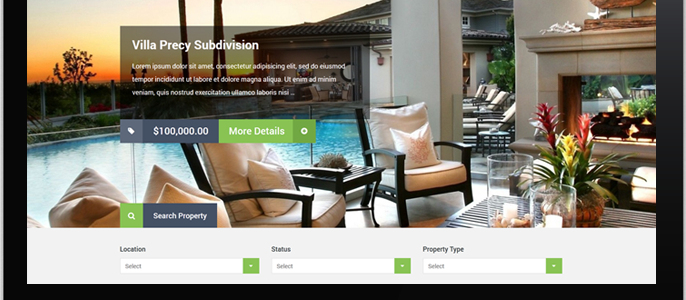 Villa Precy Subdivision
Lorem ipsum dolor sit amet, consectetur adipisicing elit, sed do eiusmod
tempor incididunt ut labore et dolore magna aliqua. Ut enim ad minim
veniam, quis nostrud exercitation ullamco laboris nisi ...
$100,000.00 More Details
Search Property
Location Status Property Type
Select Select Select